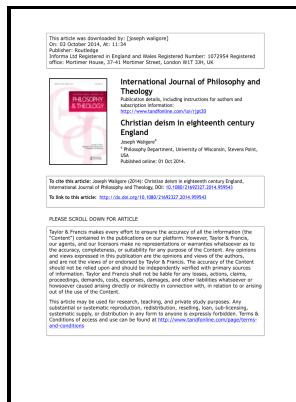 This article was downloaded by: [joseph waligore]
On: 03 October 2014, At: 11:34
Publisher: Routledge
Informa Ltd Registered in England and Wales Registered Number: 1072954 Registered
office: Mortimer House, 37-41 Mortimer Street, London W1T 3JH, UK
PHILOSOPHY
& THEOLOGY
International Journal of Philosophy and
Theology
Publication details, including instructions for authors and
subscription information:
http://www.tandfonline.com/loi/rjpt20
Christian deism in eighteenth century
England
Joseph Waligore
Philosophy Department, University of Wisconsin, Stevens Point,
USA
Published online: 01 Oct 2014.
To cite this article: Joseph Waligore (2014): Christian deism in eighteenth century England,
International Journal of Philosophy and Theology, DOI: 10.1080/21692327.2014.959543
To link to this article: http://dx.doi.org/10.1080/21692327.2014.959543
PLEASE SCROLL DOWN FOR ARTICLE
Taylor & Francis makes every effort to ensure the accuracy of all the information (the
“Content”) contained in the publications on our platform. However, Taylor & Francis,
our agents, and our licensors make no representations or warranties whatsoever as to
the accuracy, completeness, or suitability for any purpose of the Content. Any opinions
and views expressed in this publication are the opinions and views of the authors,
and are not the views of or endorsed by Taylor & Francis. The accuracy of the Content
should not be relied upon and should be independently verified with primary sources
of information. Taylor and Francis shall not be liable for any losses, actions, claims,
proceedings, demands, costs, expenses, damages, and other liabilities whatsoever or
howsoever caused arising directly or indirectly in connection with, in relation to or arising
out of the use of the Content.
This article may be used for research, teaching, and private study purposes. Any
substantial or systematic reproduction, redistribution, reselling, loan, sub-licensing,
systematic supply, or distribution in any form to anyone is expressly forbidden. Terms &
Conditions of access and use can be found at http://www.tandfonline.com/page/terms-
and-conditions